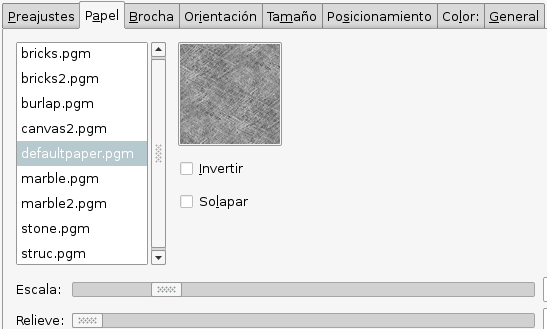 Preajustes Papel Brocha Orientación Tamaño Posicionamiento Color: General
bricks.pgm
bricks2.pgm
burlap.pgm
canvas2.pgm
defaultpaper.pgm
marble.pgm
marble2.pgm
stone.pgm
struc.pgm
Invertir
Solapar
Escala:
Relieve: